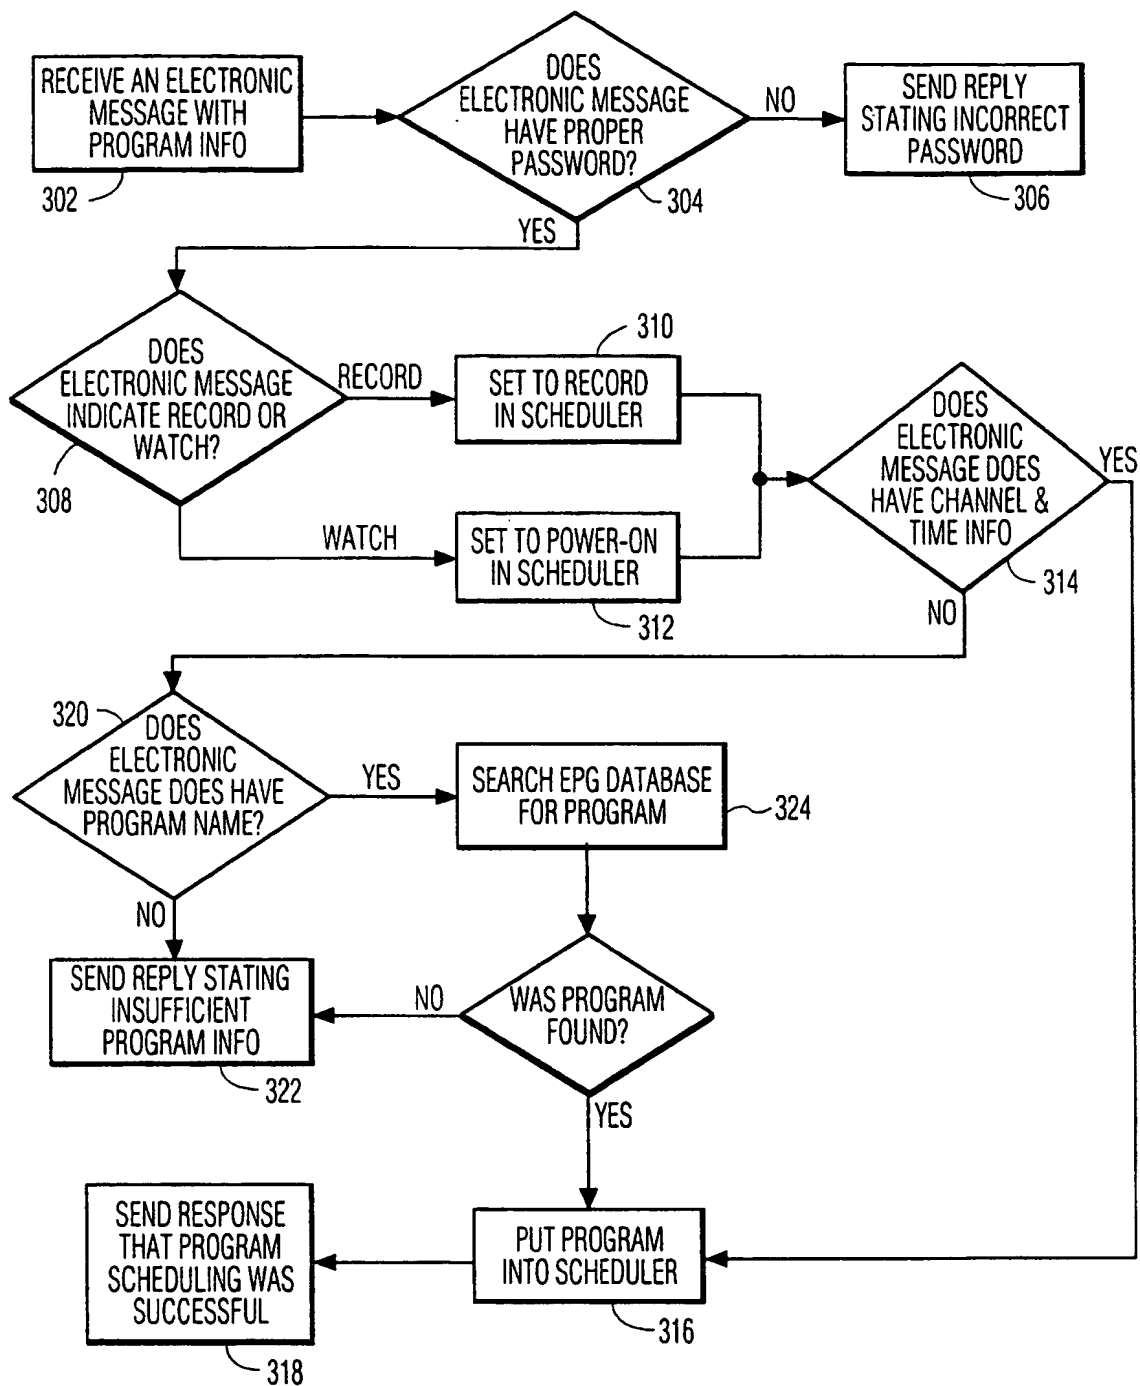 RECEIVE AN ELECTRONIC
MESSAGE WITH
PROGRAM INFO
302
DOES
ELECTRONIC MESSAGE
HAVE PROPER
PASSWORD?
304
NO
SEND REPLY
STATING INCORRECT
PASSWORD
306
YES
DOES
ELECTRONIC MESSAGE
INDICATE RECORD OR
WATCH?
308
RECORD
310
SET TO RECORD
IN SCHEDULER
WATCH
SET TO POWER-ON
IN SCHEDULER
312
DOES
ELECTRONIC
MESSAGE DOES
HAVE CHANNEL &
TIME INFO
314
YES
NO
320
DOES
ELECTRONIC
MESSAGE DOES HAVE
PROGRAM NAME?
YES
SEARCH EPG DATABASE
FOR PROGRAM
324
NO
SEND REPLY STATING
INSUFFICIENT
PROGRAM INFO
322
NO
WAS PROGRAM
FOUND?
YES
PUT PROGRAM
INTO SCHEDULER
316
SEND RESPONSE
THAT PROGRAM
SCHEDULING WAS
SUCCESSFUL
318